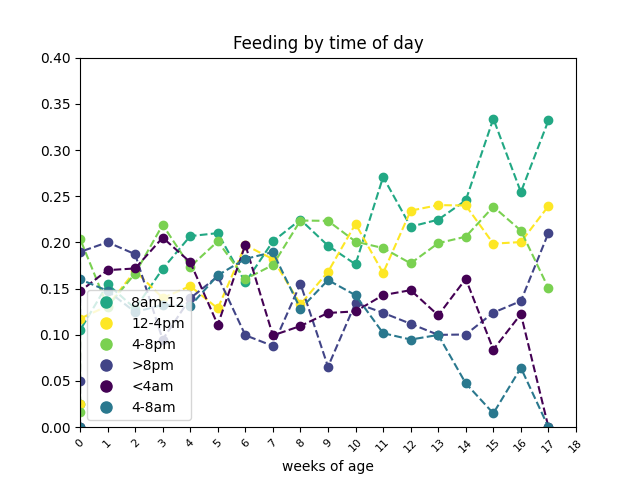 Feeding by time of day
0.40
0.35
0.30
0.25
0.20
0.15
0.10
0.05
0.00
8am-12
12-4pm
4-8pm
>8pm
<4am
4-8am
0 1 2 3 4 5 6 7 8 9 10 11 12 13 14 15 16 17 18
weeks of age